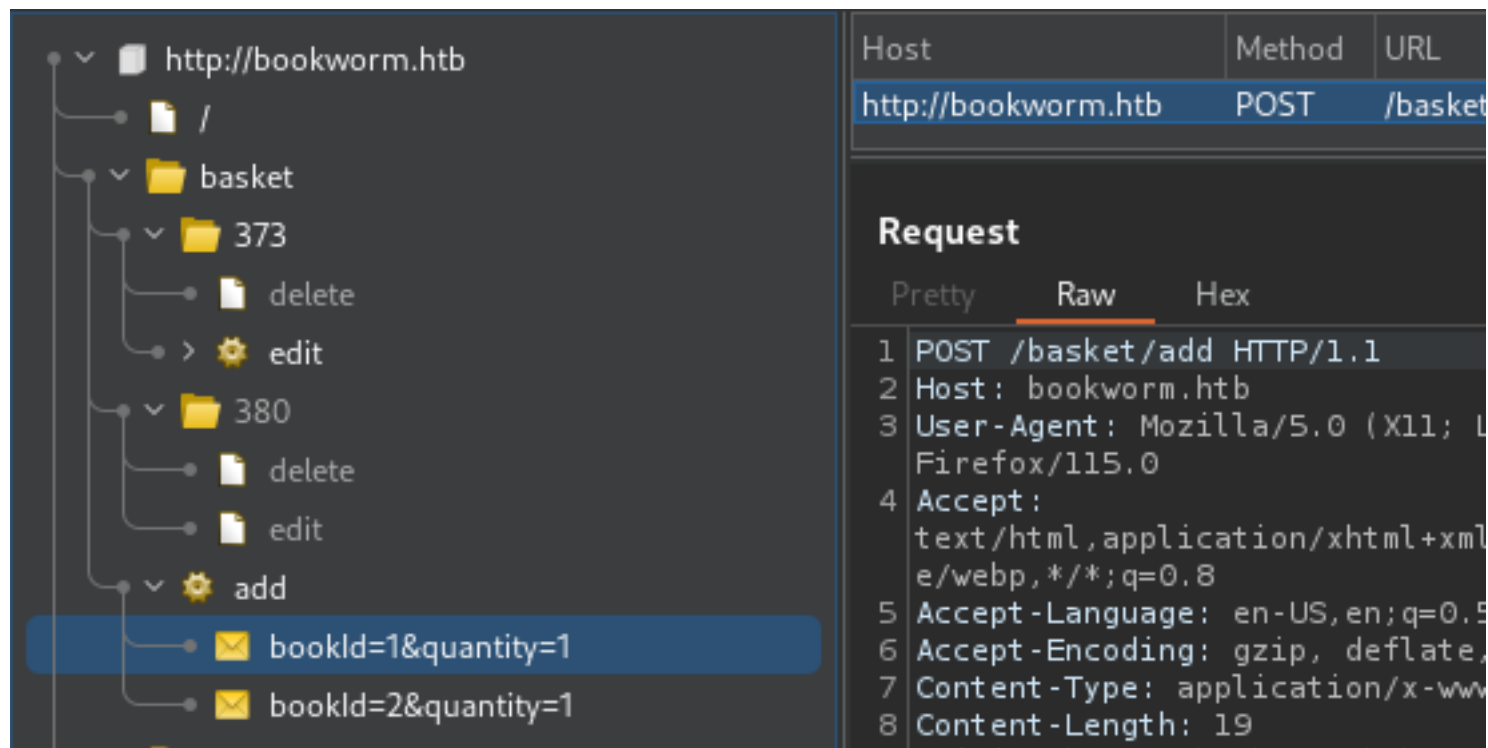 http://bookworm.htb
/
basket
373
delete
edit
380
delete
edit
add
bookId=1&quantity=1
bookId=2&quantity=1
Host Method URL
http://bookworm.htb POST /basket
Request
Pretty Raw Hex
1 POST /basket/add HTTP/1.1
2 Host: bookworm.htb
3 User-Agent: Mozilla/5.0 (X11; L
Firefox/115.0
4 Accept:
text/html,application/xhtml+xml
e/webp,*/*;q=0.8
5 Accept-Language: en-US,en;q=0.5
6 Accept-Encoding: gzip, deflate,
7 Content-Type: application/x-www
8 Content-Length: 19